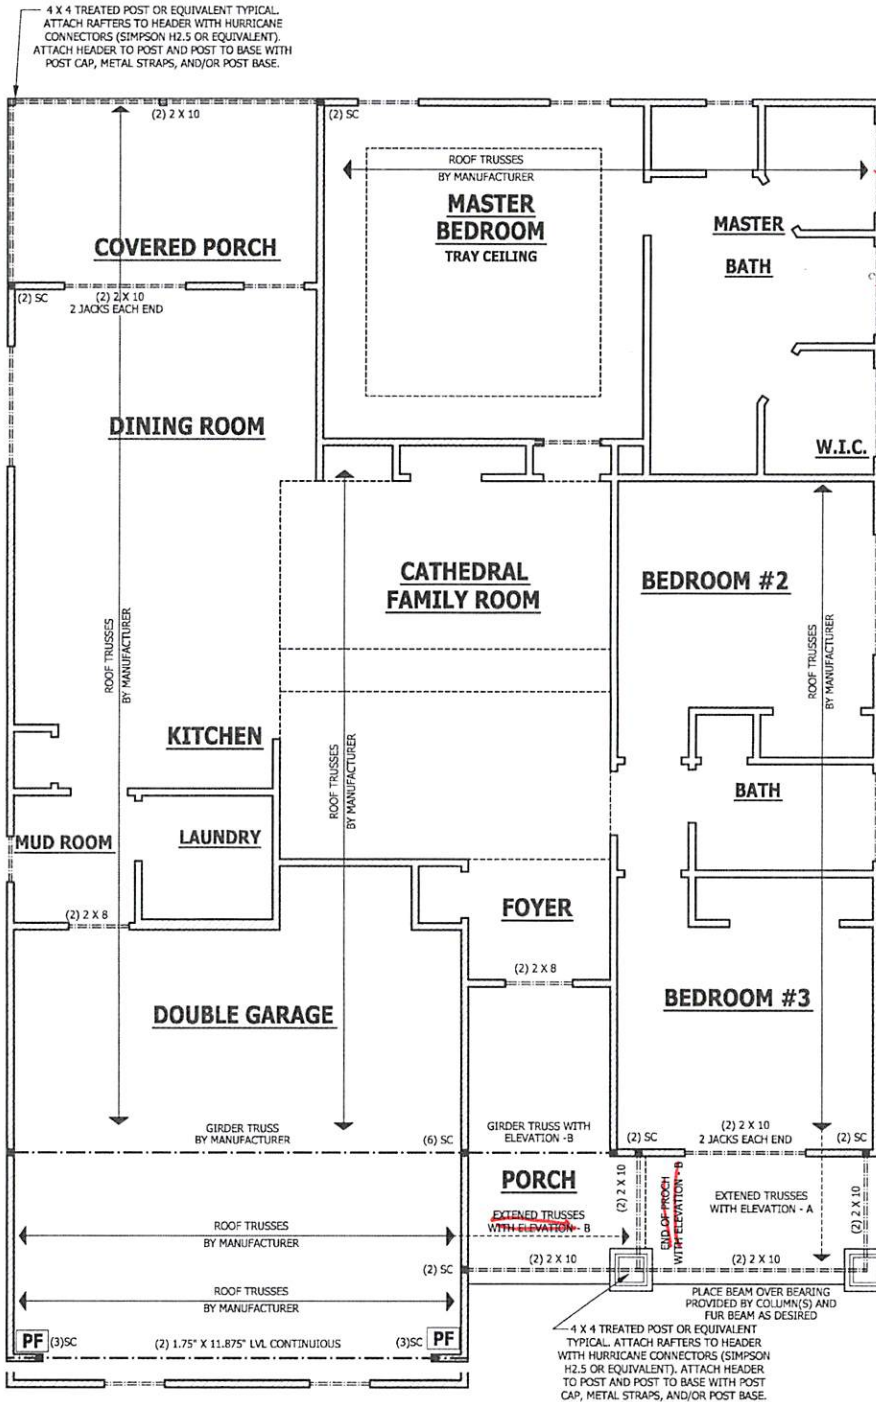 4 X 4 TREATED POST OR EQUIVALENT TYPICAL.
ATTACH RAFTERS TO HEADER WITH HURRICANE
CONNECTORS (SIMPSON H2.5 OR EQUIVALENT).
ATTACH HEADER TO POST AND POST TO BASE WITH
POST CAP, METAL STRAPS, AND/OR POST BASE.
(2) 2 X 10
(2) SC
ROOF TRUSSES
BY MANUFACTURER
MASTER
BEDROOM
TRAY CEILING
MASTER
BATH
COVERED PORCH
(2) SC
(2) 2 X 10
2 JACKS EACH END
DINING ROOM
W.I.C.
CATHEDRAL
FAMILY ROOM
BEDROOM #2
ROOF TRUSSES
BY MANUFACTURER
ROOF TRUSSES
BY MANUFACTURER
KITCHEN
ROOF TRUSSES
BY MANUFACTURER
BATH
MUD ROOM
LAUNDRY
(2) 2 X 8
FOYER
(2) 2 X 8
DOUBLE GARAGE
BEDROOM #3
GIRDER TRUSS
BY MANUFACTURER
(6) SC
GIRDER TRUSS WITH
ELEVATION -B
(2) SC
(2) 2 X 10
2 JACKS EACH END
(2) SC
PORCH
(2) 2 X 10
END OF PROCH
WITH ELEVATION - B
EXTENED TRUSSES
WITH ELEVATION - A
(2) 2 X 10
EXTENDED TRUSSES
WITH ELEVATION - B
ROOF TRUSSES
BY MANUFACTURER
(2) SC
(2) 2 X 10
(2) 2 X 10
ROOF TRUSSES
BY MANUFACTURER
PLACE BEAM OVER BEARING
PROVIDED BY COLUMN(S) AND
FUR BEAM AS DESIRED
PF
(3)SC
(2) 1.75" X 11.875" LVL CONTINUIOUS
(3)SC
PF
4 X 4 TREATED POST OR EQUIVALENT
TYPICAL. ATTACH RAFTERS TO HEADER
WITH HURRICANE CONNECTORS (SIMPSON
H2.5 OR EQUIVALENT). ATTACH HEADER
TO POST AND POST TO BASE WITH POST
CAP, METAL STRAPS, AND/OR POST BASE.